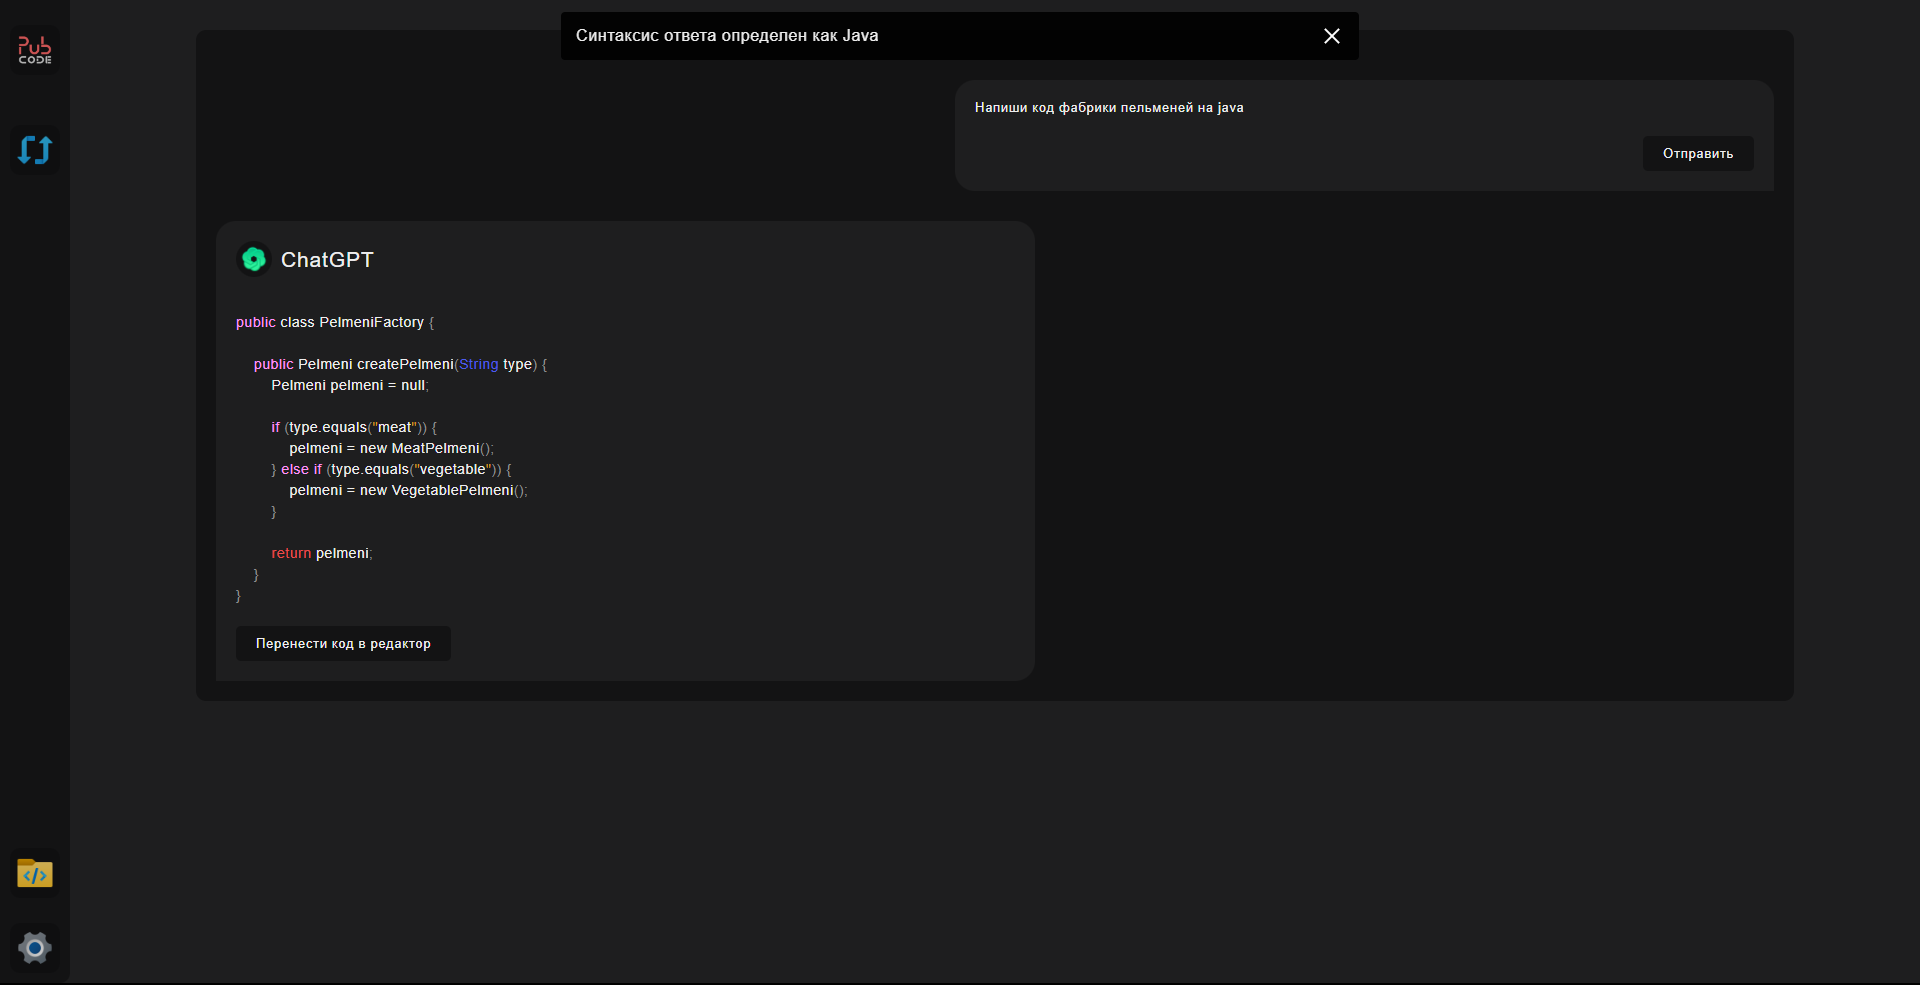 Pub
CODE
Синтаксис ответа определен как Java
Напиши код фабрики пельменей на java
Отправить
ChatGPT
public class PelmeniFactory {
public Pelmeni createPelmeni(String type) {
Pelmeni pelmeni = null;
if (type.equals("meat")) {
pelmeni = new MeatPelmeni();
} else if (type.equals("vegetable")) {
pelmeni = new VegetablePelmeni();
}
return pelmeni;
}
}
Перенести код в редактор